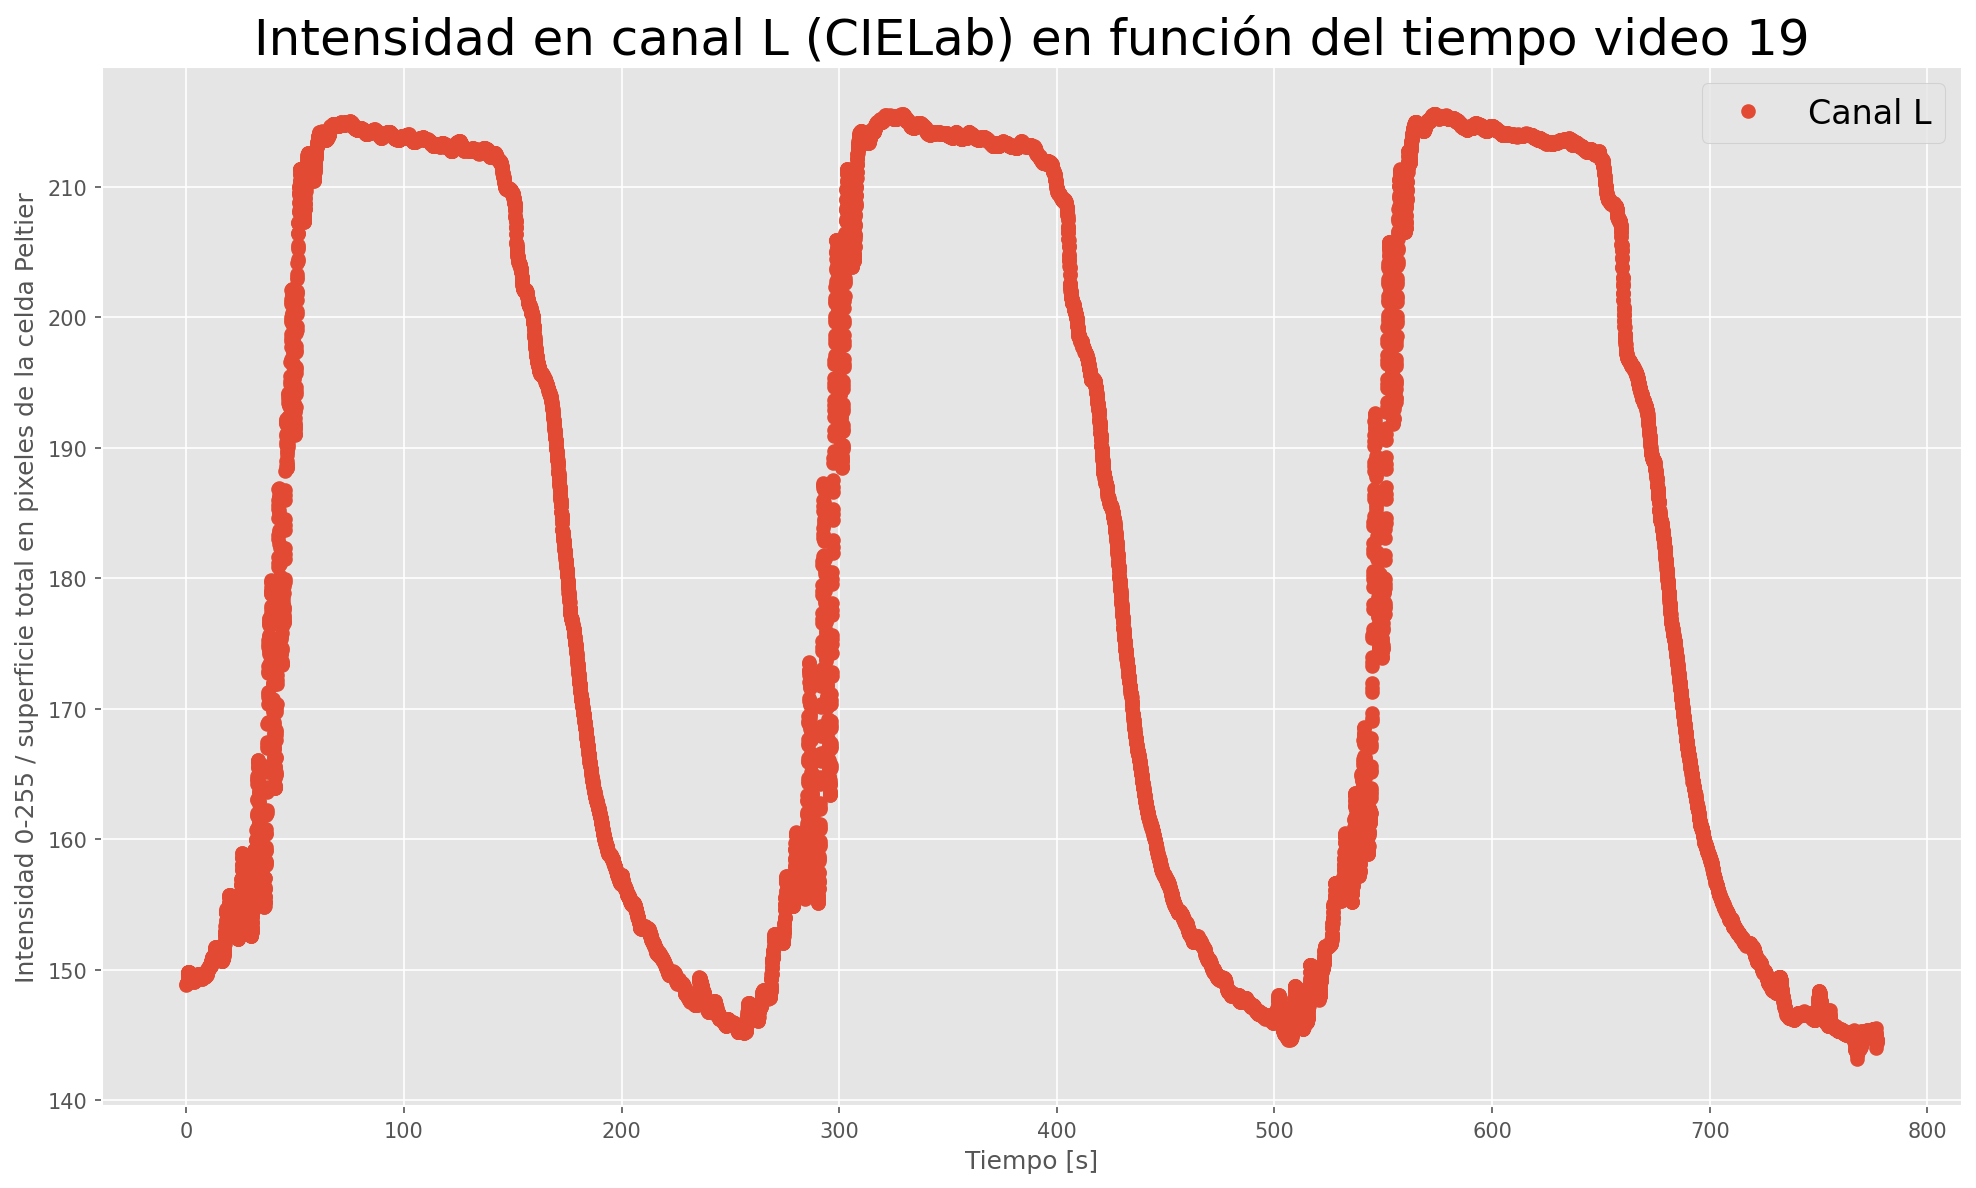 Intensidad en canal L (CIELab) en función del tiempo video 19
Canal L
Intensidad 0-255 / superficie total en pixeles de la celda Peltier
210
200
190
180
170
160
150
140
0 100 200 300 400 500 600 700 800
Tiempo [s]